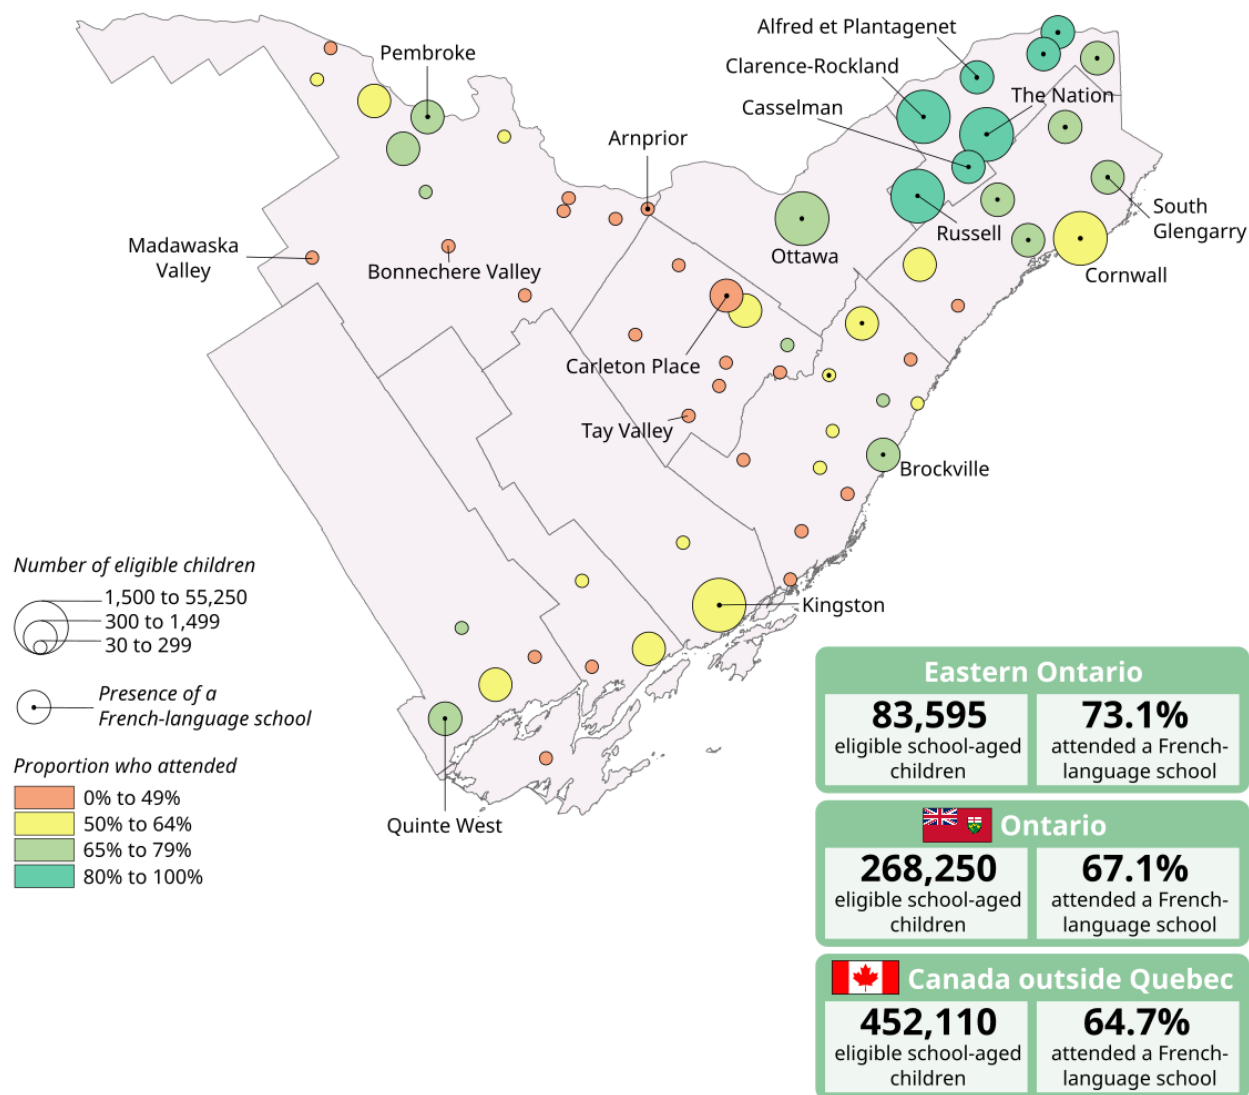 Alfred et Plantagenet
Pembroke
Clarence-Rockland
The Nation
Casselman
Arnprior
South
Glengarry
Russell
Madawaska
Valley
Ottawa
Bonnechere Valley
Cornwall
Carleton Place
Tay Valley
Brockville
Kingston
Quinte West
Number of eligible children
1,500 to 55,250
300 to 1,499
30 to 299
Presence of a
French-language school
Proportion who attended
0% to 49%
50% to 64%
65% to 79%
80% to 100%
Eastern Ontario
83,595
eligible school-aged
children
73.1%
attended a French-
language school
Ontario
268,250
eligible school-aged
children
67.1%
attended a French-
language school
Canada outside Quebec
452,110
eligible school-aged
children
64.7%
attended a French-
language school